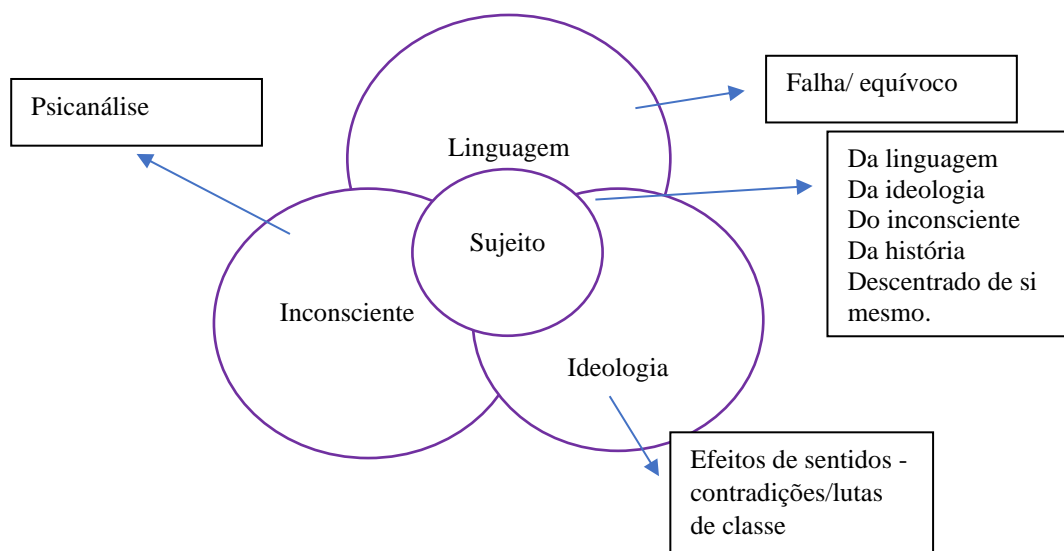 Psicanálise
Falha/ equívoco
Linguagem
Da linguagem
Da ideologia
Do inconsciente
Da história
Descentrado de si
mesmo.
Sujeito
Inconsciente
Ideologia
Efeitos de sentidos -
contradições/lutas
de classe